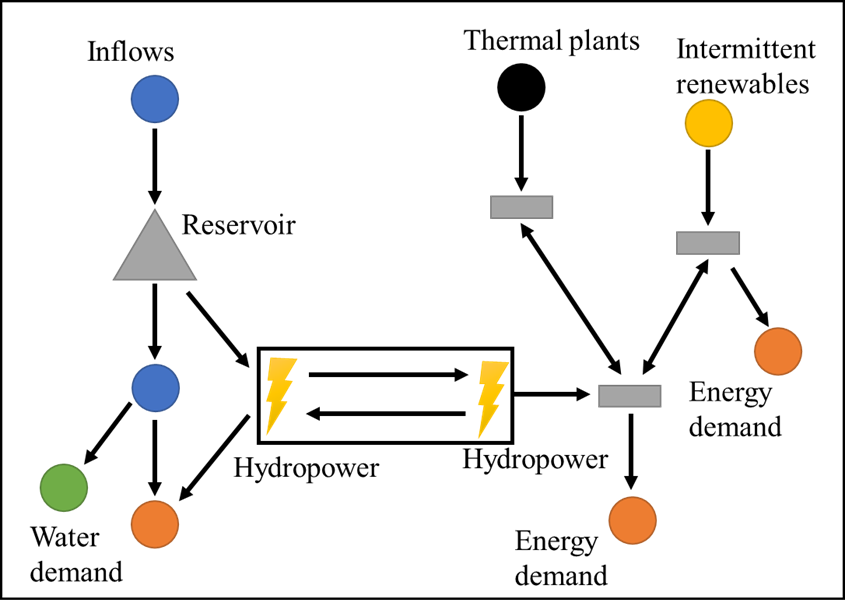 Inflows
Thermal plants
Intermittent
renewables
Reservoir
Energy
demand
Hydropower
Hydropower
Water
demand
Energy
demand